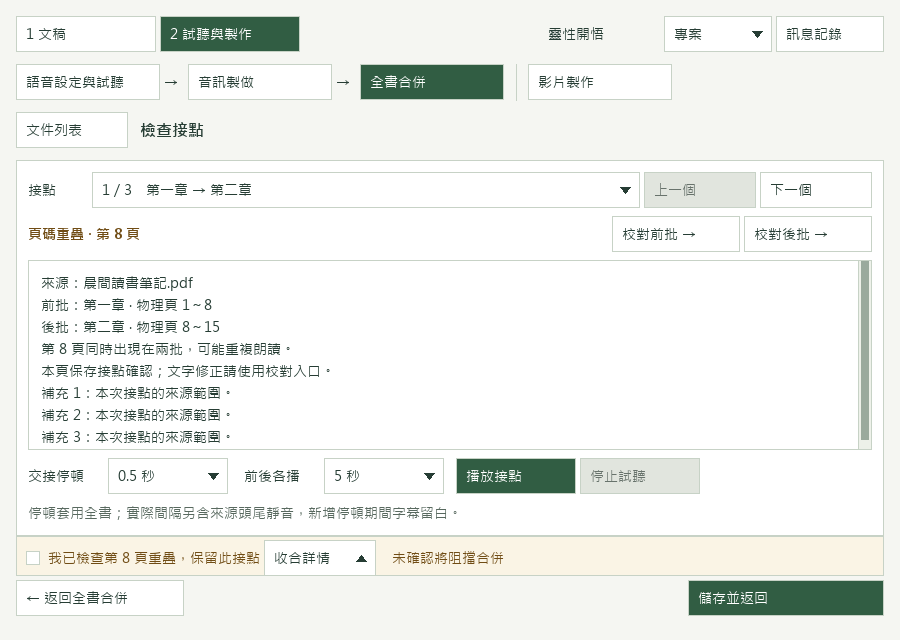 1 文稿 2 試聽與製作 靈性開悟 專案 訊息記錄
語音設定與試聽 → 音訊製做 → 全書合併 影片製作
文件列表 檢查接點
接點 1 / 3 第一章 → 第二章 上一個 下一個
頁碼重疊 · 第 8 頁 校對前批 → 校對後批 →
來源：晨間讀書筆記.pdf
前批：第一章 · 物理頁 1～8
後批：第二章 · 物理頁 8～15
第 8 頁同時出現在兩批，可能重複朗讀。
本頁保存接點確認；文字修正請使用校對入口。
補充 1：本次接點的來源範圍。
補充 2：本次接點的來源範圍。
補充 3：本次接點的來源範圍。
交接停頓 0.5 秒 前後各播 5 秒 播放接點 停止試聽
停頓套用全書；實際間隔另含來源頭尾靜音，新增停頓期間字幕留白。
我已檢查第 8 頁重疊，保留此接點 收合詳情 未確認將阻擋合併
← 返回全書合併 儲存並返回